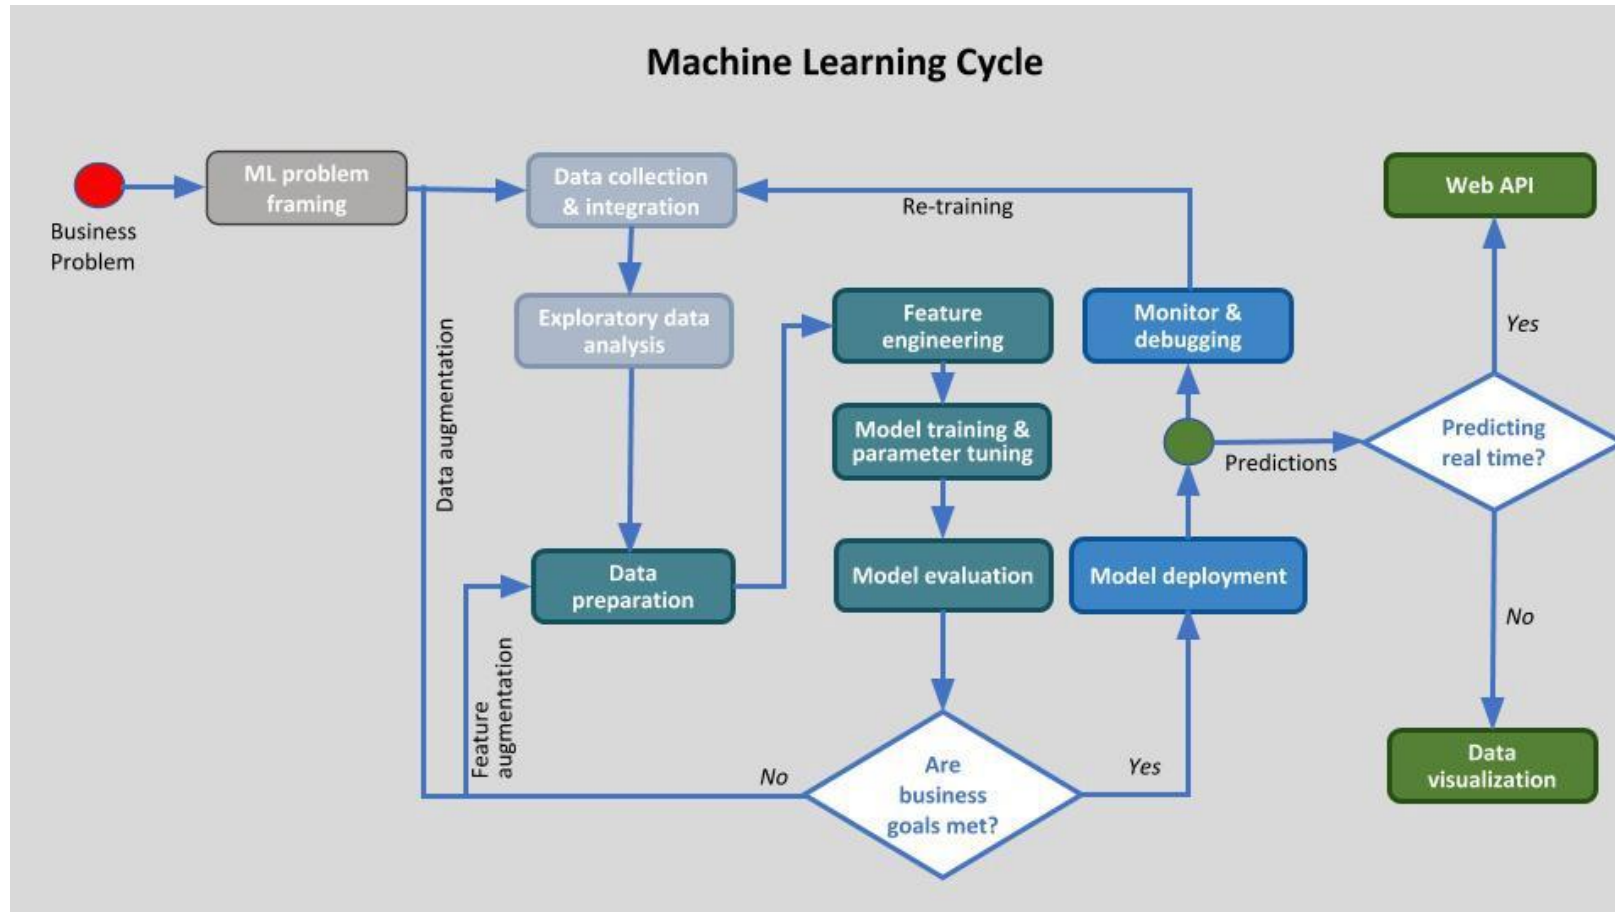 Machine Learning Cycle
Business
Problem
ML problem
framing
Data collection
& integration
Re-training
Web API
Exploratory data
analysis
Data augmentation
Feature
engineering
Monitor &
debugging
Yes
Model training &
parameter tuning
Predictions
Predicting
real time?
Data
preparation
Model evaluation
Model deployment
No
Feature
augmentation
No
Are
business
goals met?
Yes
Data
visualization